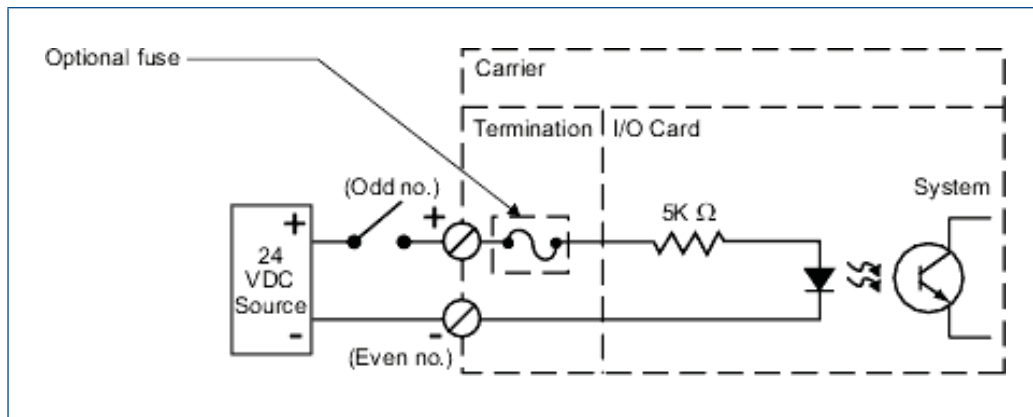 Optional fuse
Carrier
Termination
I/O Card
System
(Odd no.)
+
+
5K Ω
24
VDC
Source
-
-
(Even no.)